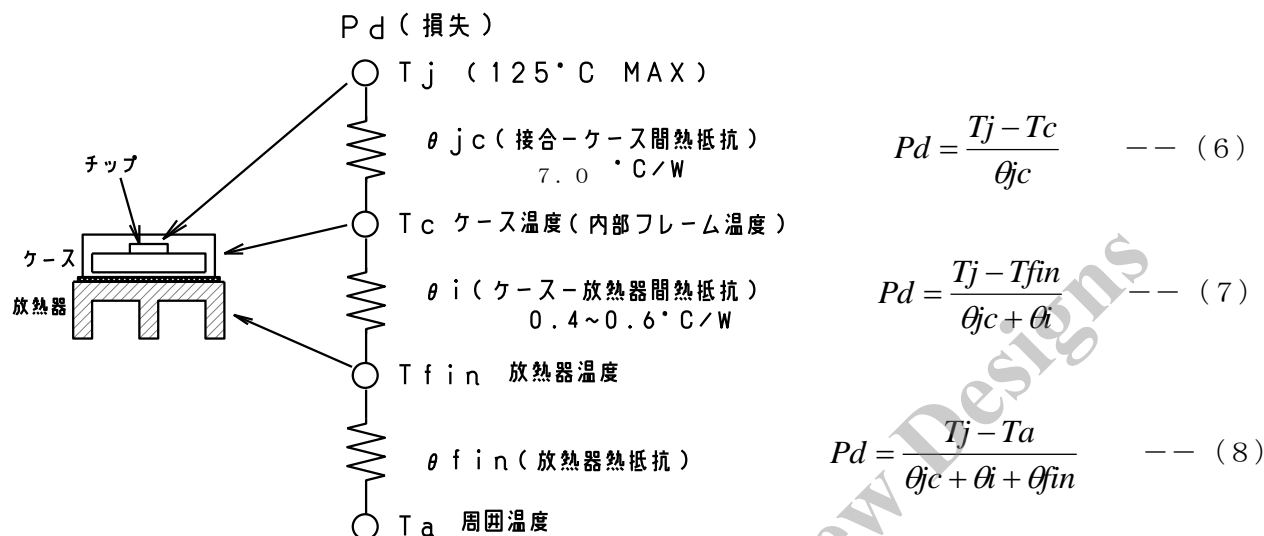 Pd(損失)
Tj (125°C MAX)
θjc(接合-ケース間熱抵抗)
7.0 °C/W
Pd = \frac{Tj - Tc}{θjc} -- (6)
チップ
Tc ケース温度(内部フレーム温度)
ケース
放熱器
θi(ケース-放熱器間熱抵抗)
0.4~0.6°C/W
Pd = \frac{Tj - Tfin}{θjc + θi} -- (7)
Tfin 放熱器温度
θfin(放熱器熱抵抗)
Pd = \frac{Tj - Ta}{θjc + θi + θfin} -- (8)
Ta 周囲温度
Designs